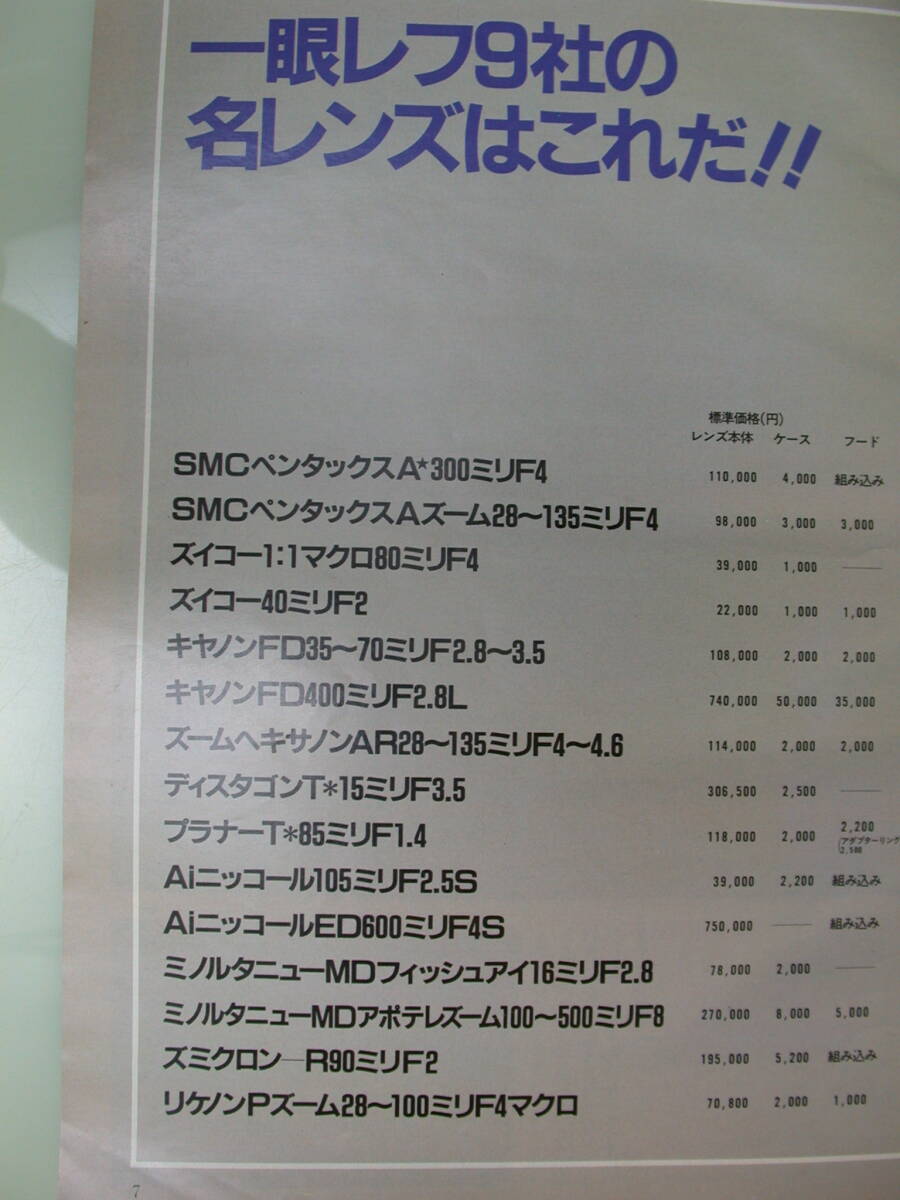 一眼レフ9社の
名レンズはこれだ!!
標準価格(円)
レンズ本体 ケース フード
SMCペンタックスA*300ミリF4 110,000 4,000 組み込み
SMCペンタックスAズーム28〜135ミリF4 98,000 3,000 3,000
ズイコー1:1マクロ80ミリF4 39,000 1,000 ——
ズイコー40ミリF2 22,000 1,000 1,000
キヤノンFD35〜70ミリF2.8〜3.5 108,000 2,000 2,000
キヤノンFD400ミリF2.8L 740,000 50,000 35,000
ズームヘキサノンAR28〜135ミリF4〜4.6 114,000 2,000 2,000
ディスタゴンT*15ミリF3.5 306,500 2,500 ——
プラナーT*85ミリF1.4 118,000 2,000 2,200
(アダプターリング
2,500
Aiニッコール105ミリF2.5S 39,000 2,200 組み込み
AiニッコールED600ミリF4S 750,000 —— 組み込み
ミノルタニューMDフィッシュアイ16ミリF2.8 78,000 2,000 ——
ミノルタニューMDアポテレズーム100〜500ミリF8 270,000 8,000 5,000
ズミクロン—R90ミリF2 195,000 5,200 組み込み
リケノンPズーム28〜100ミリF4マクロ 70,800 2,000 1,000
7